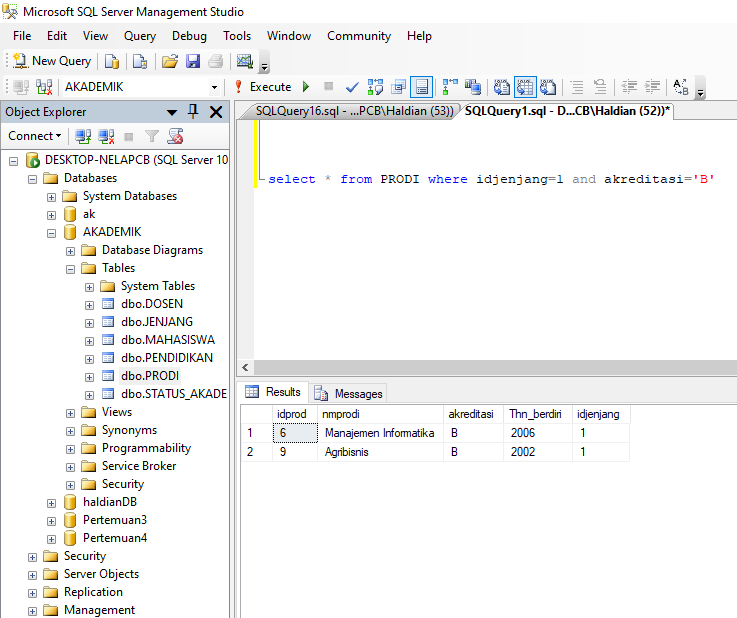 Microsoft SQL Server Management Studio
File Edit View Query Debug Tools Window Community Help
New Query
AKADEMIK
Execute
Object Explorer
Connect
DESKTOP-NELAPCB (SQL Server 10
Databases
System Databases
ak
AKADEMIK
Database Diagrams
Tables
System Tables
dbo.DOSEN
dbo.JENJANG
dbo.MAHASISWA
dbo.PENDIDIKAN
dbo.PRODI
dbo.STATUS_AKADE
Views
Synonyms
Programmability
Service Broker
Security
haldianDB
Pertemuan3
Pertemuan4
Security
Server Objects
Replication
Management
SQLQuery16.sql - ...PCB\Haldian (53))
SQLQuery1.sql - D...CB\Haldian (52))*
select * from PRODI where idjenjang=1 and akreditasi='B'
Results Messages
idprod nmprodi akreditasi Thn_berdiri idjenjang
1 6 Manajemen Informatika B 2006 1
2 9 Agribisnis B 2002 1